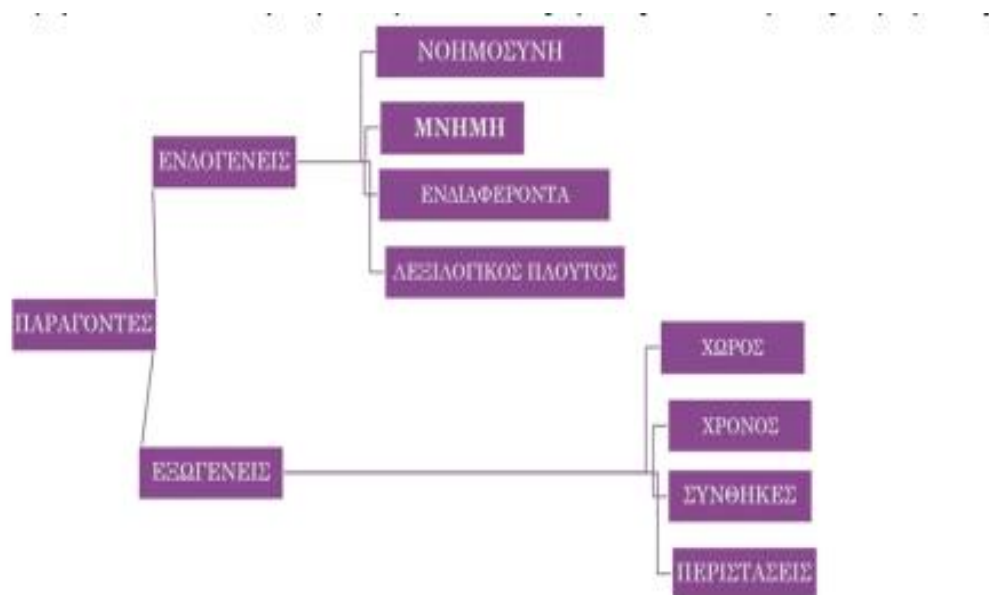 ΝΟΗΜΟΣΥΝΗ
ΜΝΗΜΗ
ΕΝΔΟΓΕΝΕΙΣ
ΕΝΔΙΑΦΕΡΟΝΤΑ
ΛΕΞΙΛΟΓΙΚΟΣ ΠΛΟΥΤΟΣ
ΠΑΡΑΓΟΝΤΕΣ
ΧΩΡΟΣ
ΧΡΟΝΟΣ
ΕΞΩΓΕΝΕΙΣ
ΣΥΝΘΗΚΕΣ
ΠΕΡΙΣΤΑΣΕΙΣ